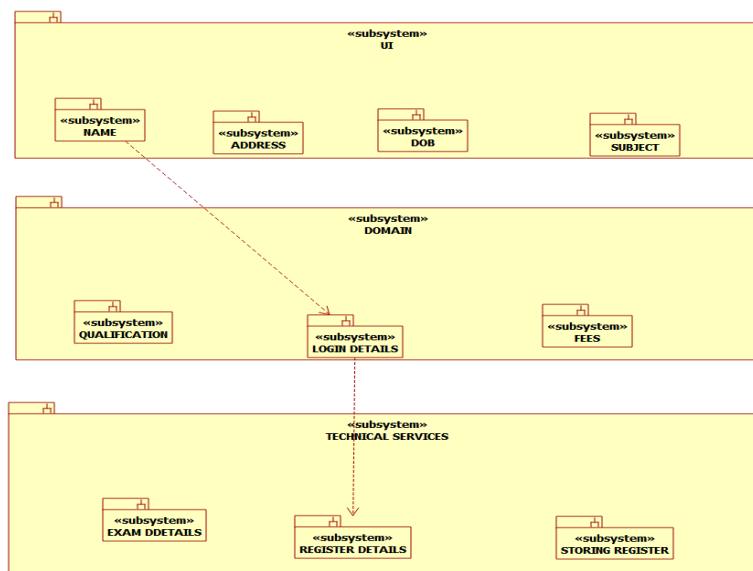 «subsystem»
UI
«subsystem»
NAME
«subsystem»
ADDRESS
«subsystem»
DOB
«subsystem»
SUBJECT
«subsystem»
DOMAIN
«subsystem»
QUALIFICATION
«subsystem»
LOGIN DETAILS
«subsystem»
FEES
«subsystem»
TECHNICAL SERVICES
«subsystem»
EXAM DDETAILS
«subsystem»
REGISTER DETAILS
«subsystem»
STORING REGISTER